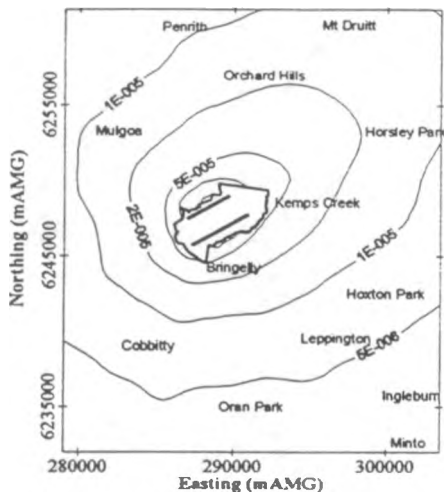 Penrith
Mt Druitt
Orchard Hills
1E-005
Mulgoa
Horsley Park
5E-005
2E-005
Kemps Creek
Bringelly
1E-005
Hoxton Park
Cobbitty
Leppington
5E-006
Ingleburn
Oran Park
Minto
6255000
6245000
6235000
Northing (mAMG)
280000
290000
300000
Easting (mAMG)